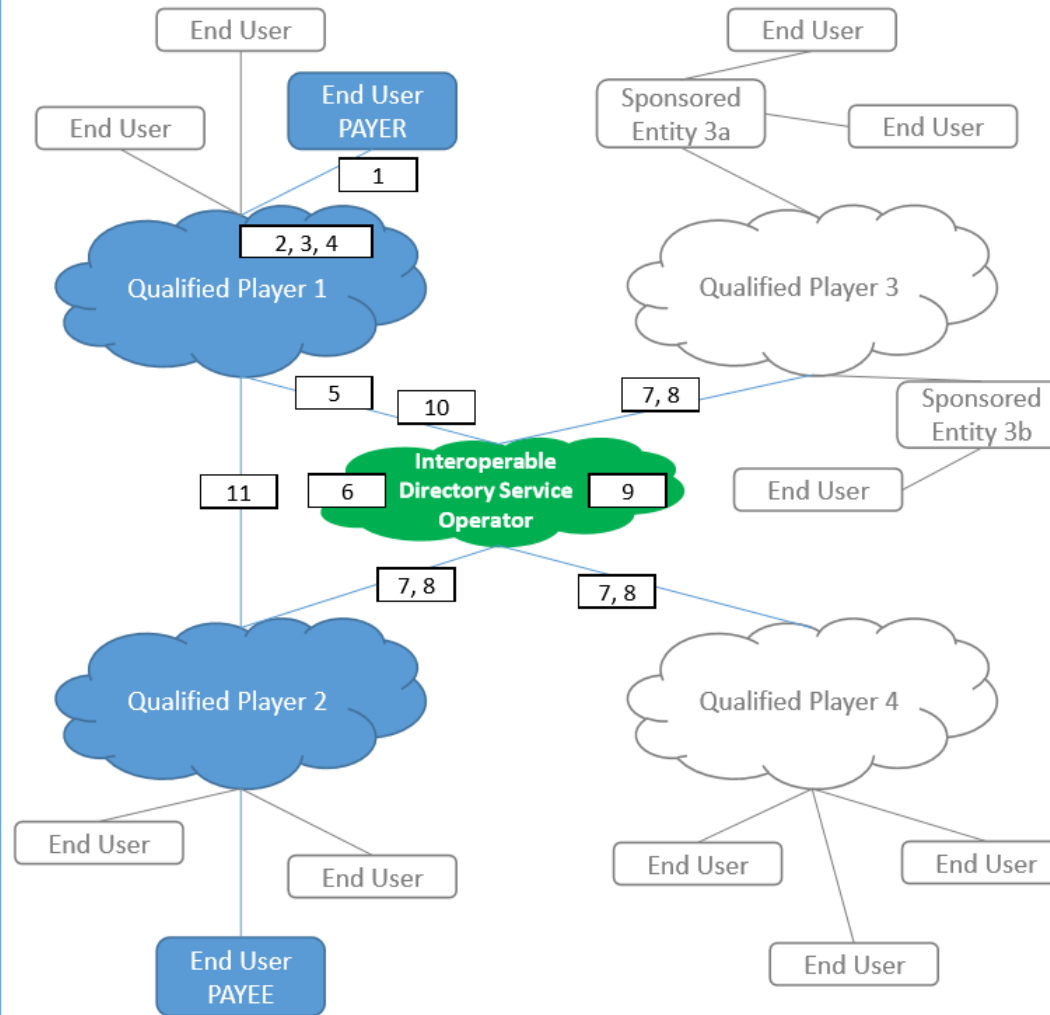 End User
End User
PAYER
End User
1
2, 3, 4
Qualified Player 1
End User
Sponsored
Entity 3a
End User
Qualified Player 3
5
10
7, 8
Sponsored
Entity 3b
End User
11
6
Interoperable
Directory Service
Operator
9
7, 8
7, 8
Qualified Player 2
Qualified Player 4
End User
End User
End User
PAYEE
End User
End User
End User